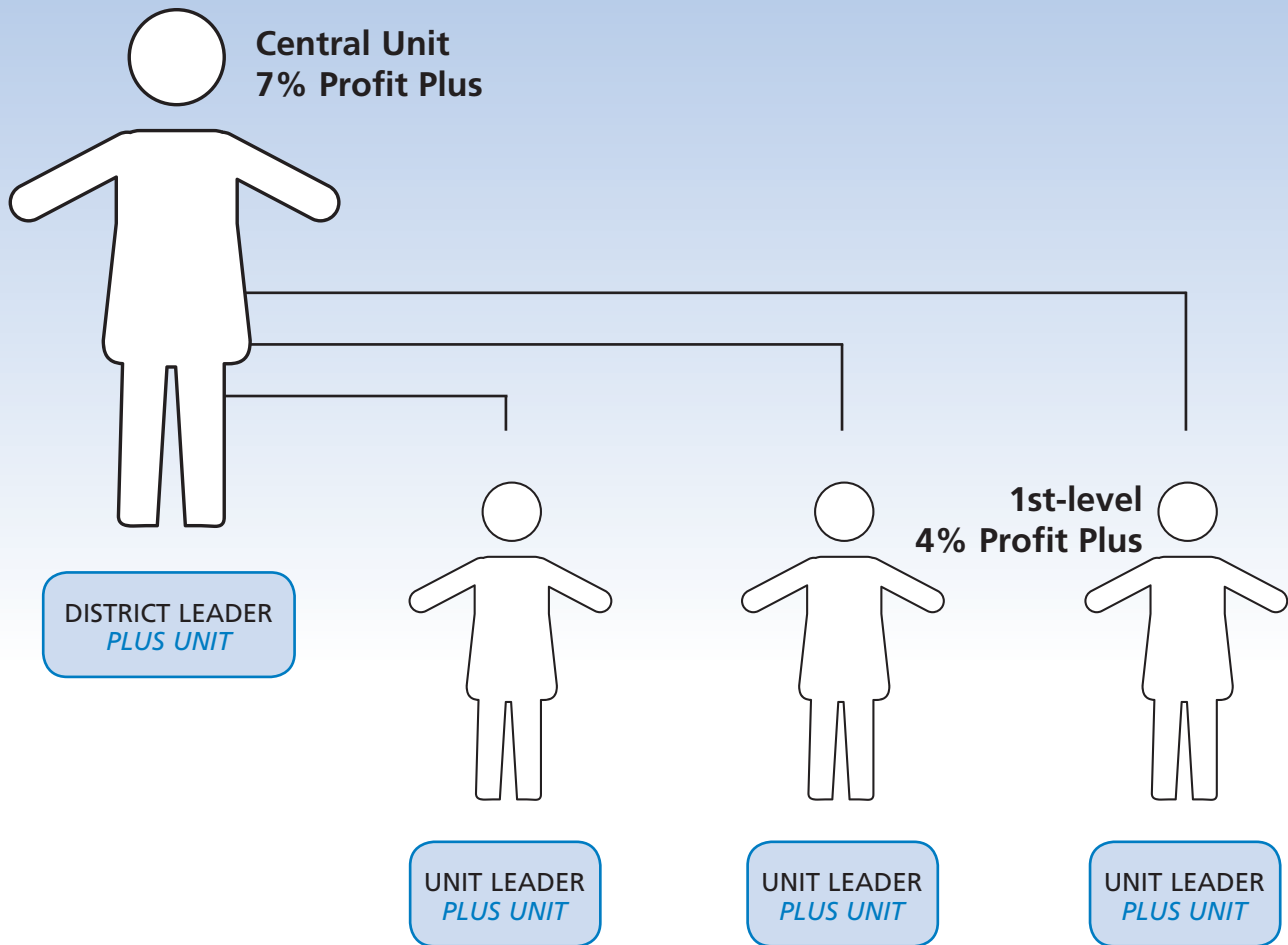 Central Unit
7% Profit Plus
1st-level
4% Profit Plus
DISTRICT LEADER
PLUS UNIT
UNIT LEADER
PLUS UNIT
UNIT LEADER
PLUS UNIT
UNIT LEADER
PLUS UNIT